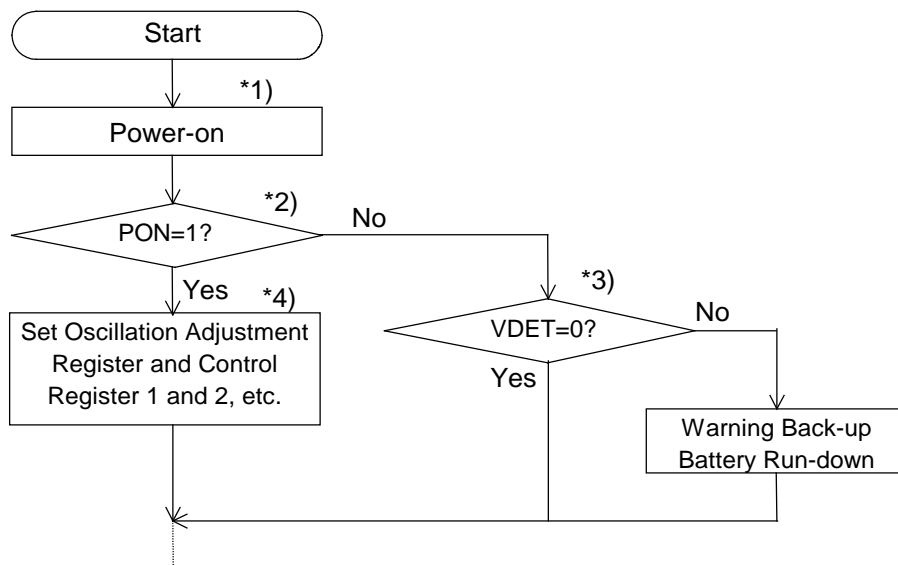 Start
*1)
Power-on
*2)
PON=1?
No
Yes
*4)
Set Oscillation Adjustment
Register and Control
Register 1 and 2, etc.
*3)
VDET=0?
No
Yes
Warning Back-up
Battery Run-down